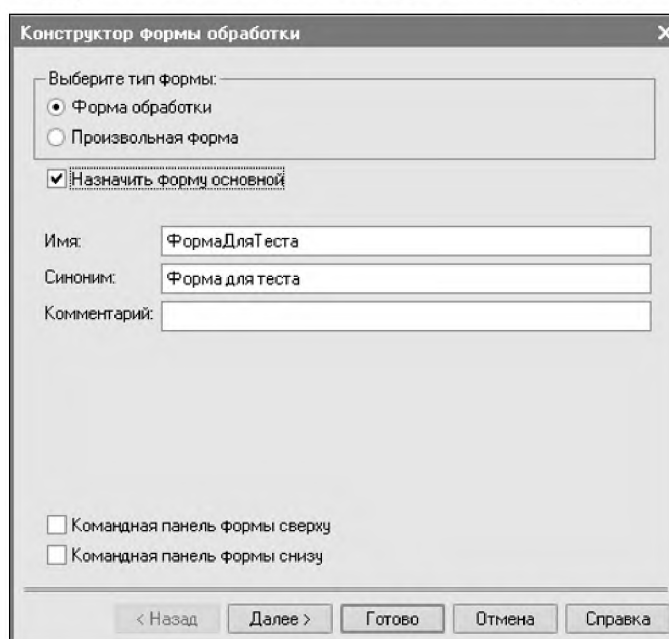 Конструктор формы обработки
Выберите тип формы:
Форма обработки
Произвольная форма
Назначить форму основной
Имя: ФормаДляТеста
Синоним: Форма для теста
Комментарий:
Командная панель формы сверху
Командная панель формы снизу
< Назад Далее > Готово Отмена Справка